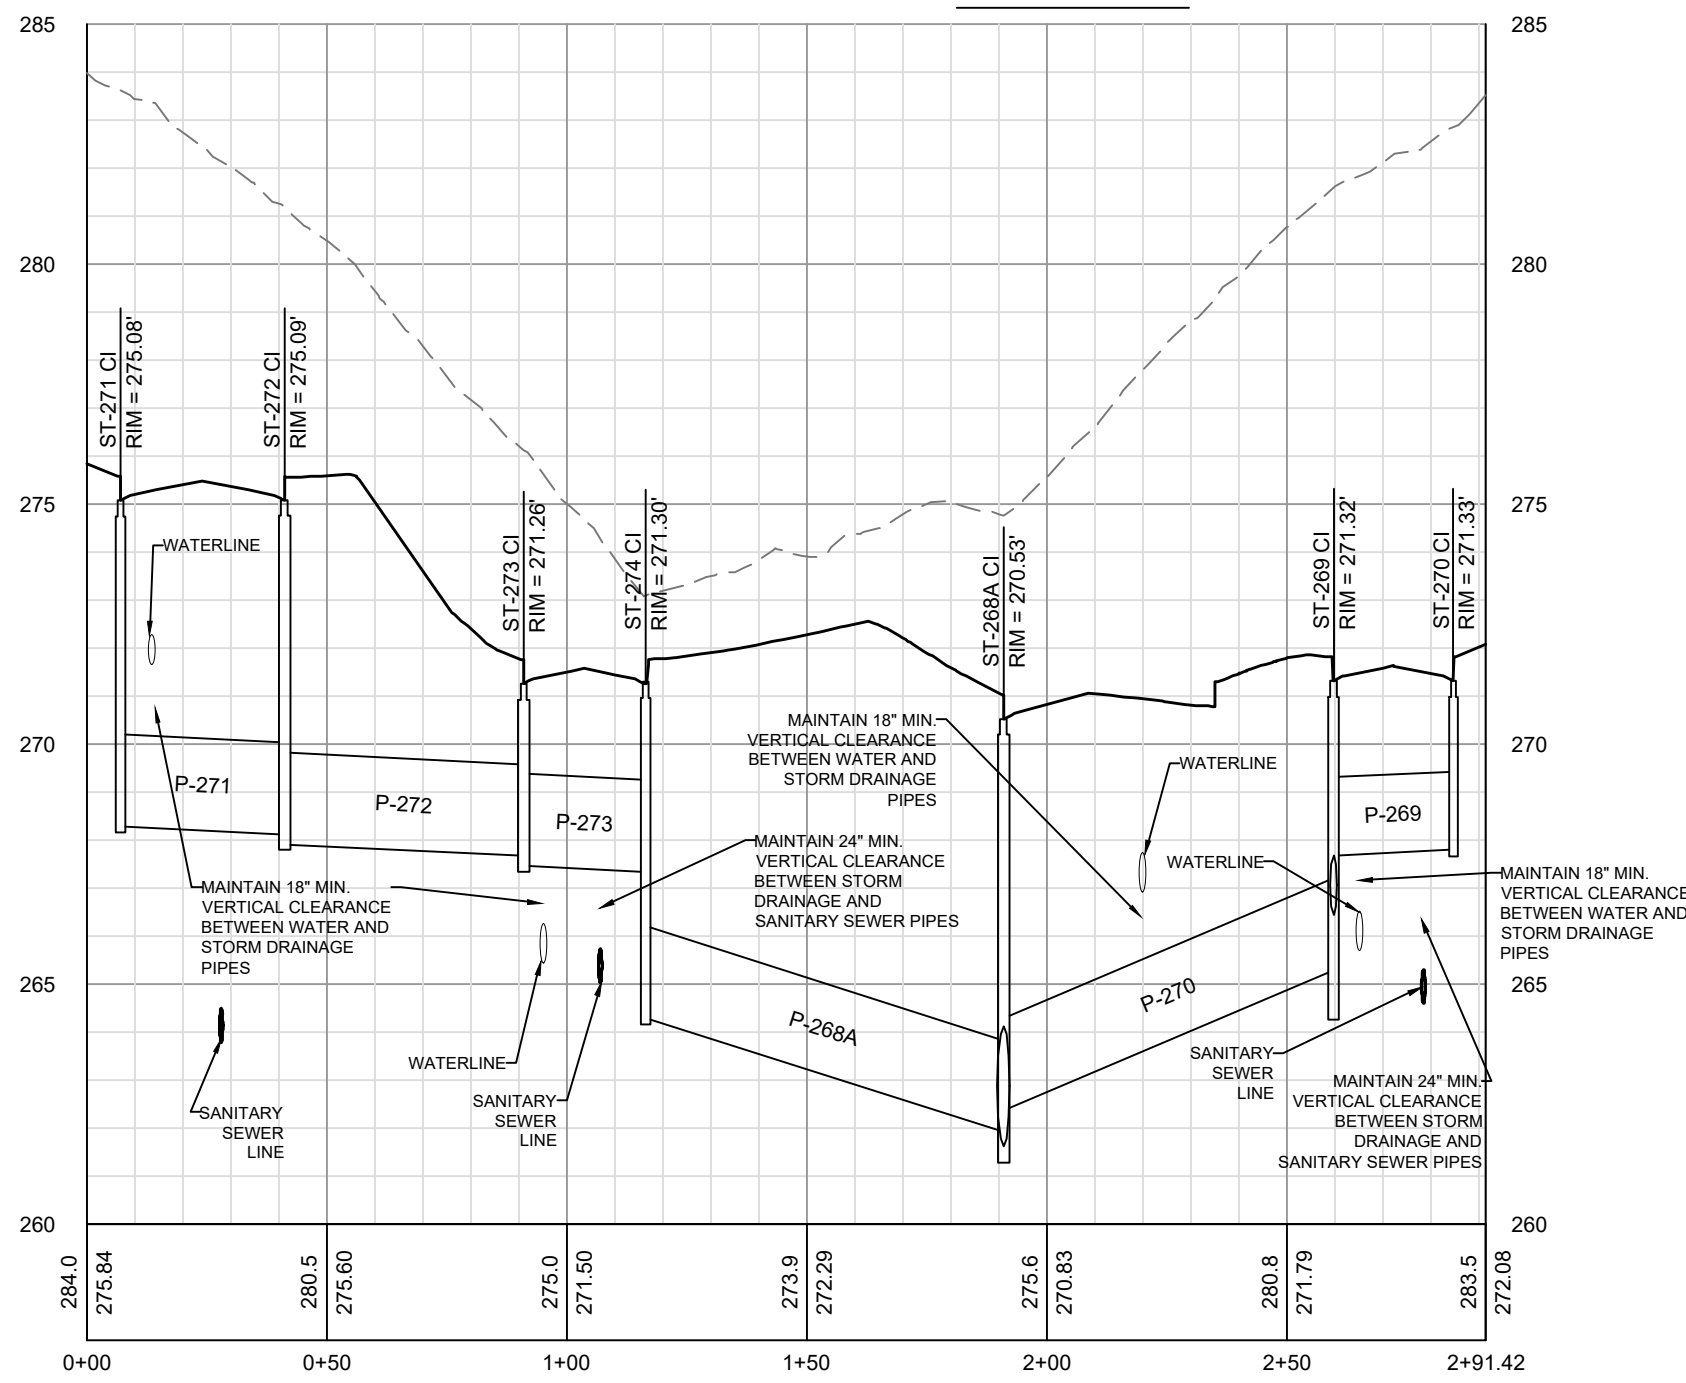 285
285
280
280
275
275
270
270
265
265
260
260
ST-271 CI
RIM = 275.08'
ST-272 CI
RIM = 275.09'
ST-273 CI
RIM = 271.26'
ST-274 CI
RIM = 271.30'
ST-268A CI
RIM = 270.53'
ST-269 CI
RIM = 271.32'
ST-270 CI
RIM = 271.33'
WATERLINE
P-271
P-272
P-273
P-268A
P-270
P-269
MAINTAIN 18" MIN.
VERTICAL CLEARANCE
BETWEEN WATER AND
STORM DRAINAGE
PIPES
MAINTAIN 18" MIN.
VERTICAL CLEARANCE
BETWEEN WATER AND
STORM DRAINAGE
PIPES
MAINTAIN 24" MIN.
VERTICAL CLEARANCE
BETWEEN STORM
DRAINAGE AND
SANITARY SEWER PIPES
WATERLINE
WATERLINE
MAINTAIN 18" MIN.
VERTICAL CLEARANCE
BETWEEN WATER AND
STORM DRAINAGE
PIPES
WATERLINE
SANITARY
SEWER
LINE
SANITARY
SEWER
LINE
SANITARY
SEWER
LINE
MAINTAIN 24" MIN.
VERTICAL CLEARANCE
BETWEEN STORM
DRAINAGE AND
SANITARY SEWER PIPES
284.0
275.84
280.5
275.60
275.0
271.50
273.9
272.29
275.6
270.83
280.8
271.79
283.5
272.08
0+00
0+50
1+00
1+50
2+00
2+50
2+91.42